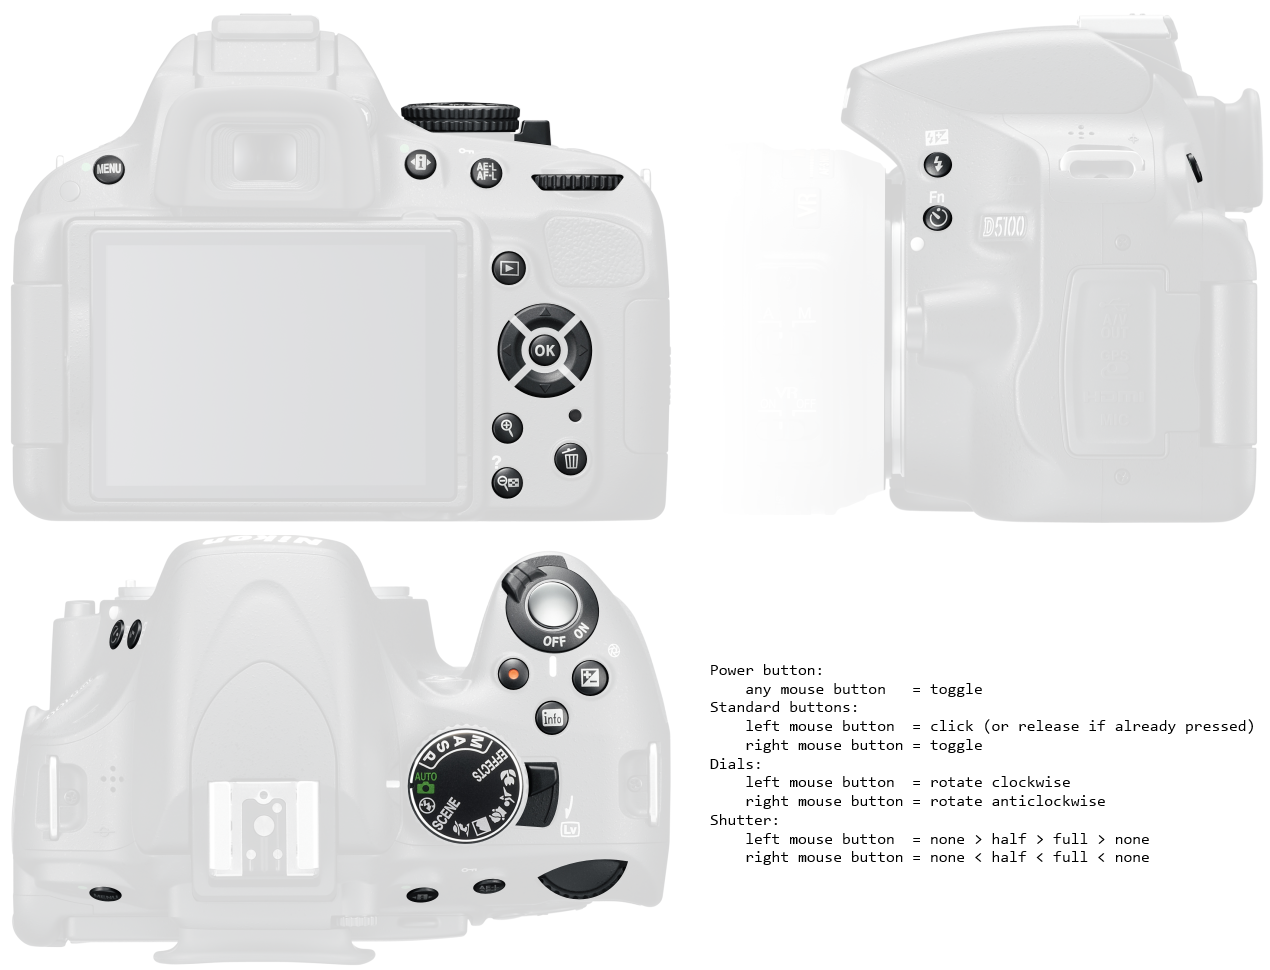 MENU
AE-L
AF-L
OK
?
Fn
D5100
VR
Nikon
OFF ON
info
M A S P
AUTO
SCENE
EFFECTS
Lv
AE-L
Power button:
any mouse button = toggle
Standard buttons:
left mouse button = click (or release if already pressed)
right mouse button = toggle
Dials:
left mouse button = rotate clockwise
right mouse button = rotate anticlockwise
Shutter:
left mouse button = none > half > full > none
right mouse button = none < half < full < none